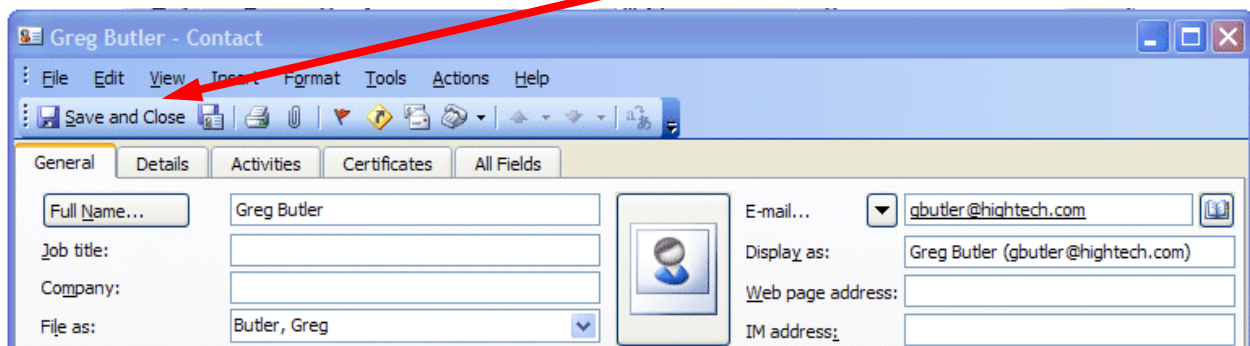 Greg Butler - Contact
File Edit View Insert Format Tools Actions Help
Save and Close
General Details Activities Certificates All Fields
Full Name... Greg Butler E-mail... gbutler@hightech.com
Job title: Display as: Greg Butler (gbutler@hightech.com)
Company: Web page address:
File as: Butler, Greg IM address: